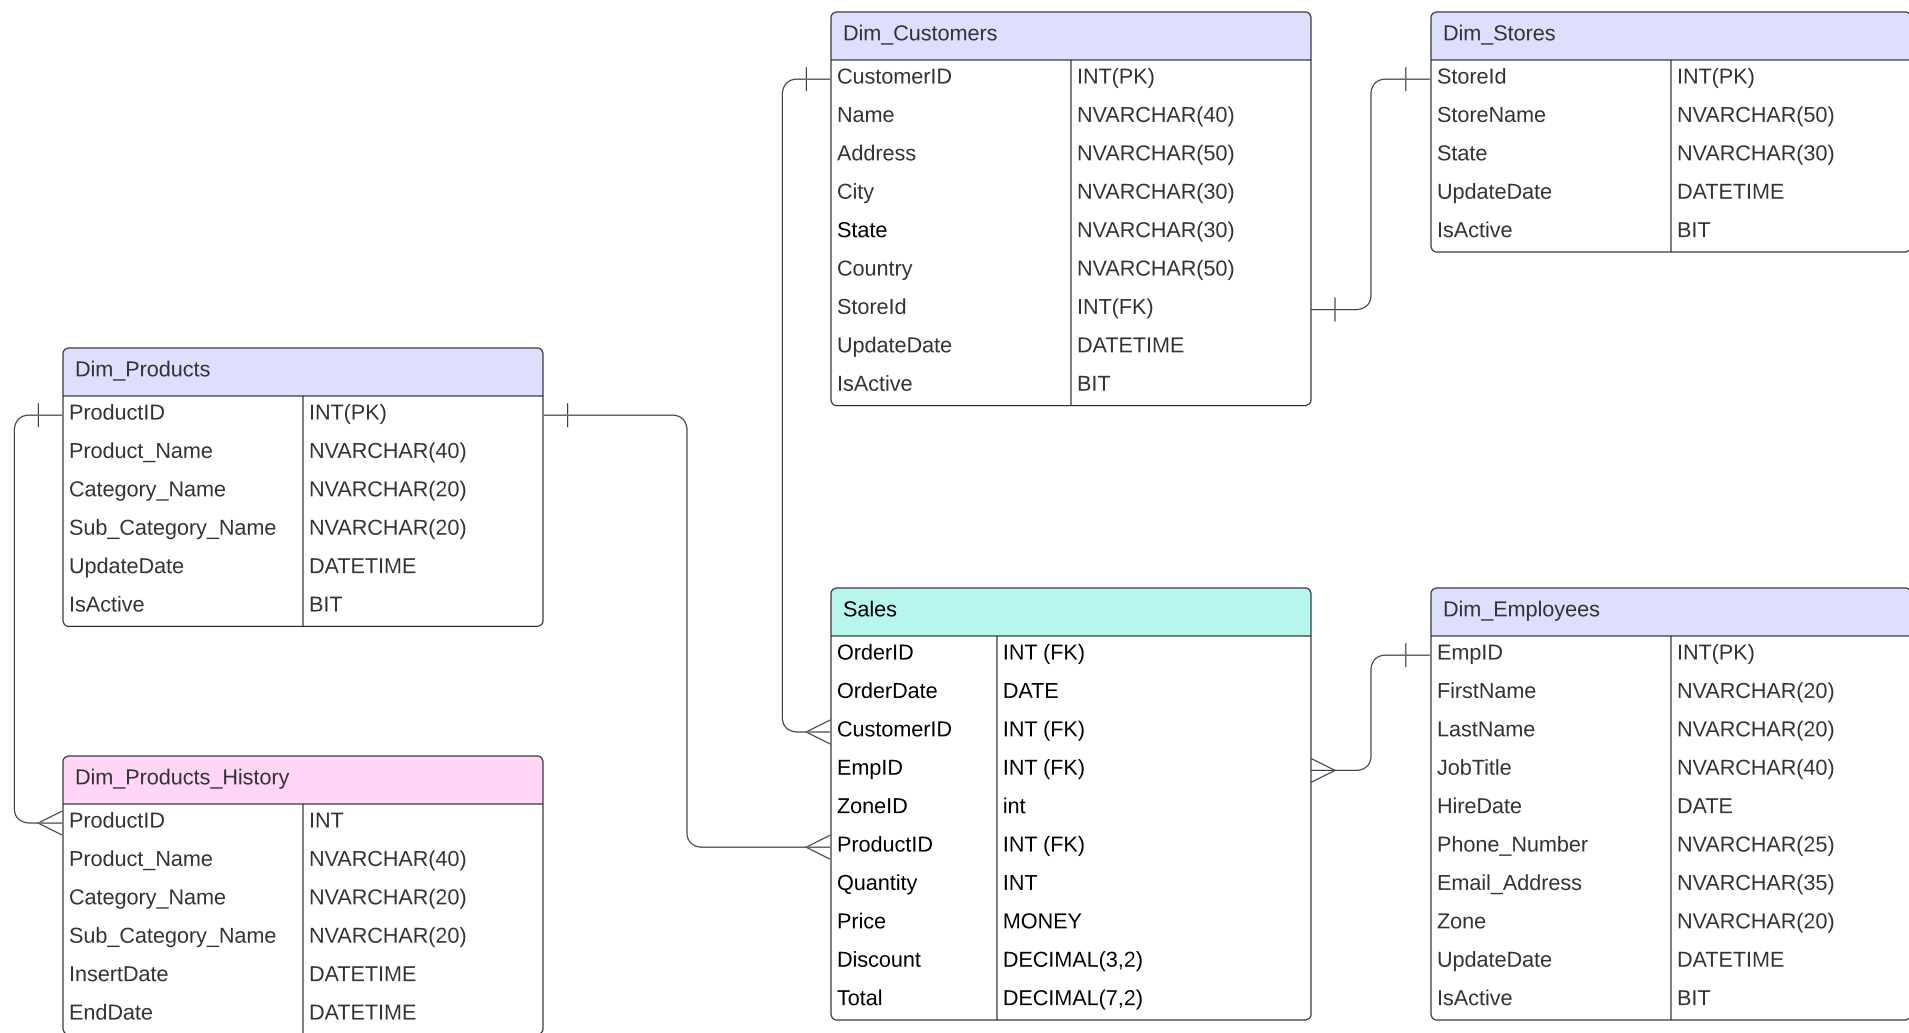 Dim_Customers
CustomerID INT(PK)
Name NVARCHAR(40)
Address NVARCHAR(50)
City NVARCHAR(30)
State NVARCHAR(30)
Country NVARCHAR(50)
StoreId INT(FK)
UpdateDate DATETIME
IsActive BIT
Dim_Stores
StoreId INT(PK)
StoreName NVARCHAR(50)
State NVARCHAR(30)
UpdateDate DATETIME
IsActive BIT
Dim_Products
ProductID INT(PK)
Product_Name NVARCHAR(40)
Category_Name NVARCHAR(20)
Sub_Category_Name NVARCHAR(20)
UpdateDate DATETIME
IsActive BIT
Dim_Products_History
ProductID INT
Product_Name NVARCHAR(40)
Category_Name NVARCHAR(20)
Sub_Category_Name NVARCHAR(20)
InsertDate DATETIME
EndDate DATETIME
Sales
OrderID INT (FK)
OrderDate DATE
CustomerID INT (FK)
EmpID INT (FK)
ZoneID int
ProductID INT (FK)
Quantity INT
Price MONEY
Discount DECIMAL(3,2)
Total DECIMAL(7,2)
Dim_Employees
EmpID INT(PK)
FirstName NVARCHAR(20)
LastName NVARCHAR(20)
JobTitle NVARCHAR(40)
HireDate DATE
Phone_Number NVARCHAR(25)
Email_Address NVARCHAR(35)
Zone NVARCHAR(20)
UpdateDate DATETIME
IsActive BIT